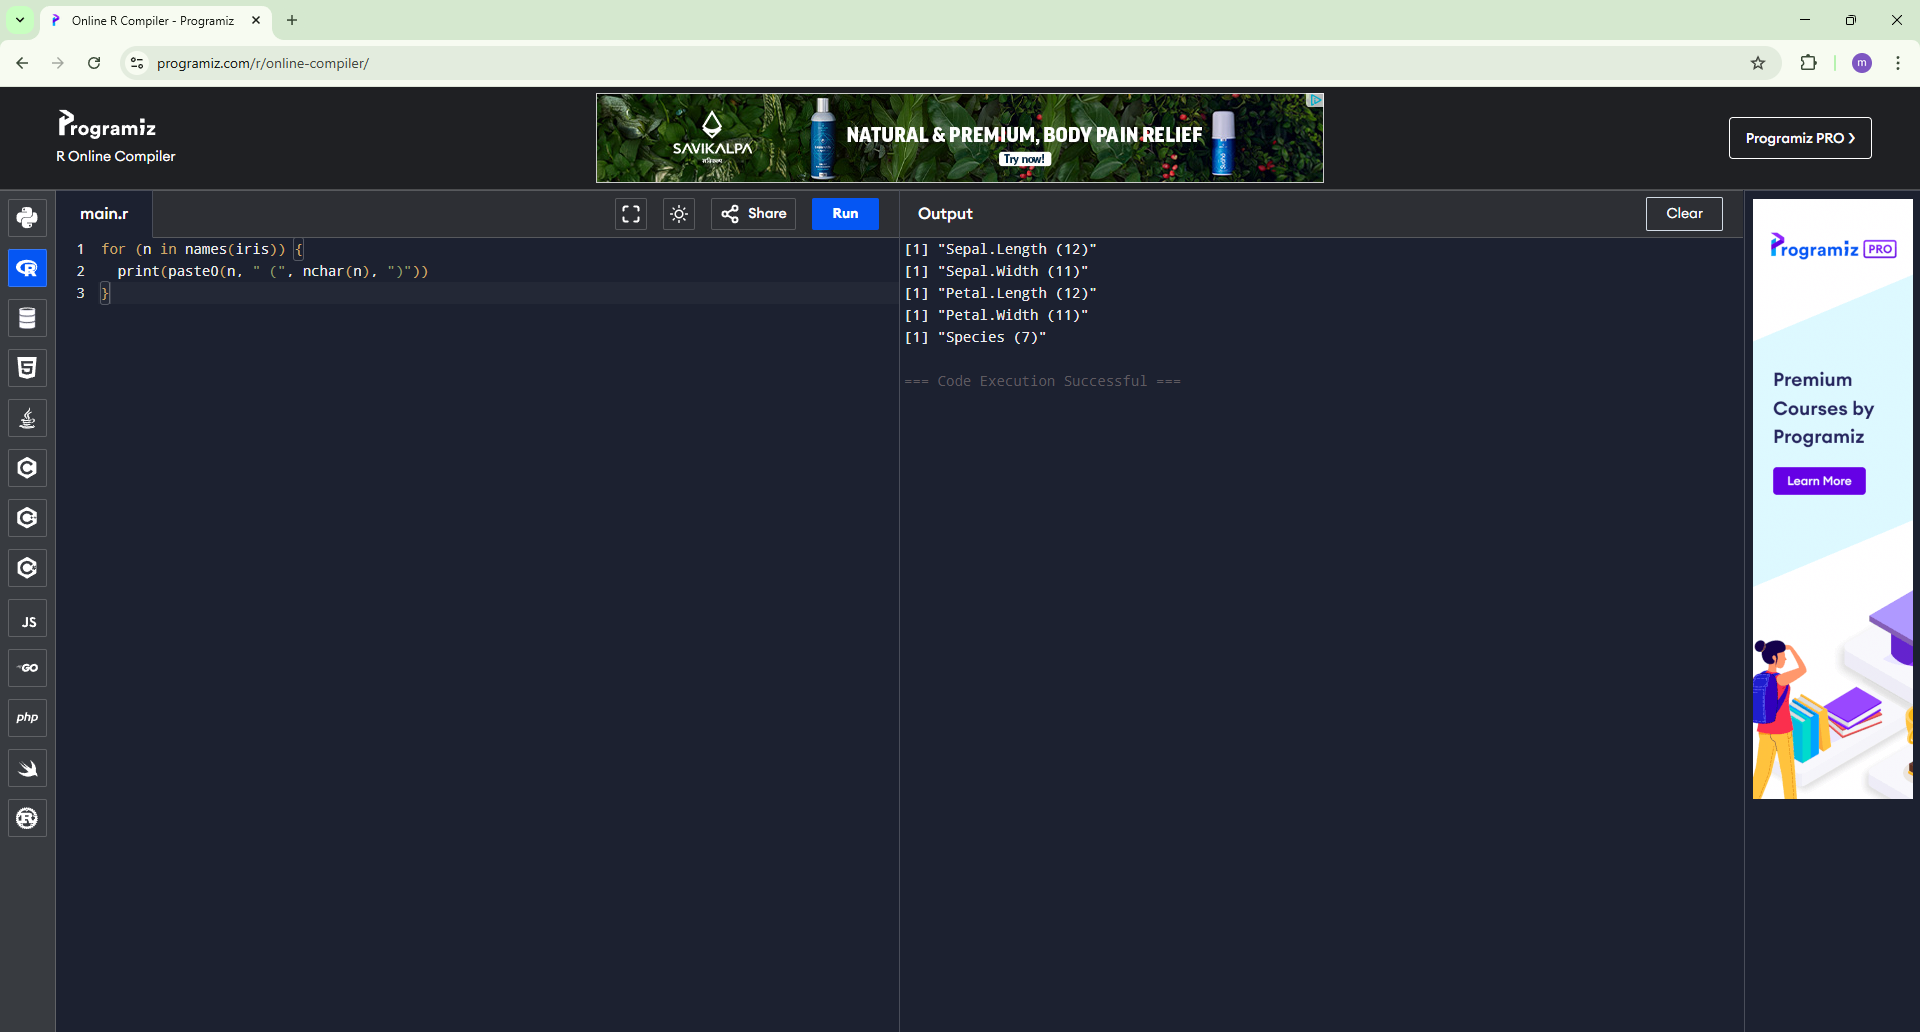 Online R Compiler - Programiz
programiz.com/r/online-compiler/
m
Programiz
R Online Compiler
SAVIKALPA
NATURAL & PREMIUM, BODY PAIN RELIEF
Try now!
Programiz PRO
main.r
Share
Run
Output
Clear
1 for (n in names(iris)) {
2   print(paste0(n, " (", nchar(n), ")"))
3 }
[1] "Sepal.Length (12)"
[1] "Sepal.Width (11)"
[1] "Petal.Length (12)"
[1] "Petal.Width (11)"
[1] "Species (7)"
=== Code Execution Successful ===
JS
GO
php
Programiz PRO
Premium
Courses by
Programiz
Learn More